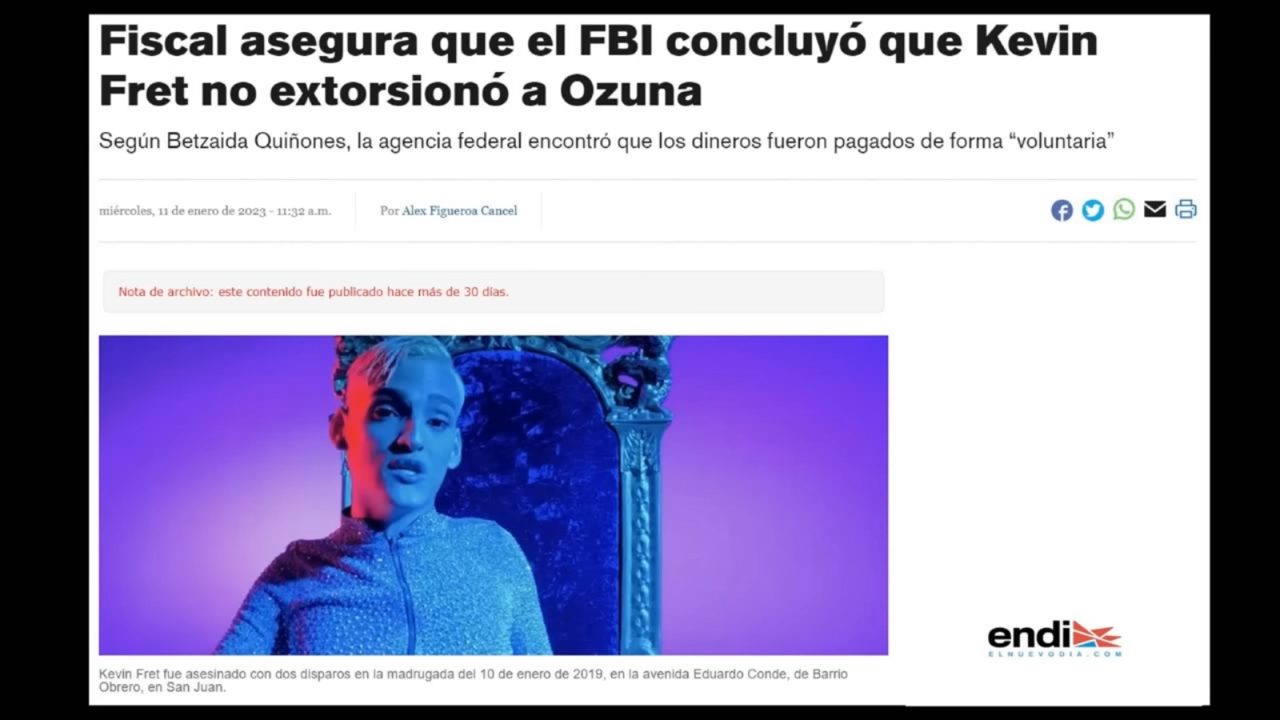 Fiscal asegura que el FBI concluyó que Kevin
Fret no extorsionó a Ozuna
Según Betzaida Quiñones, la agencia federal encontró que los dineros fueron pagados de forma “voluntaria”
miércoles, 11 de enero de 2023 - 11:32 a.m.
Por Alex Figueroa Cancel
Nota de archivo: este contenido fue publicado hace más de 30 días.
endi
ELNUEVODIA.COM
Kevin Fret fue asesinado con dos disparos en la madrugada del 10 de enero de 2019, en la avenida Eduardo Conde, de Barrio
Obrero, en San Juan.